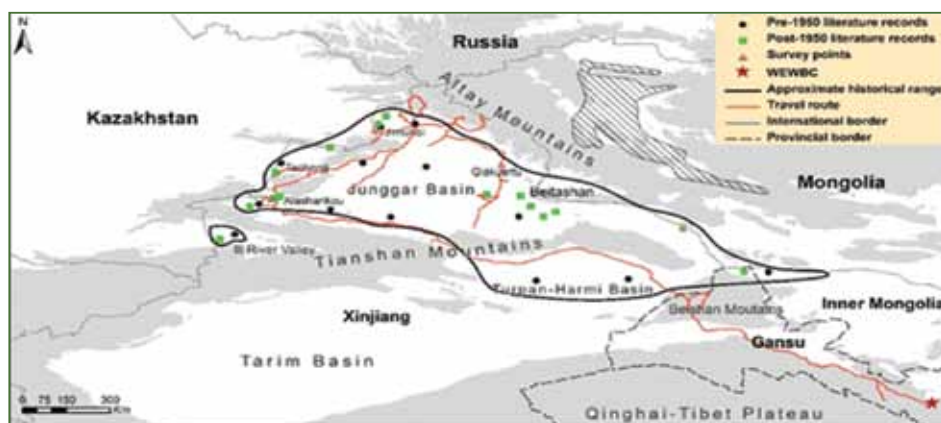 N
Russia
Kazakhstan
Altay Mountains
Mongolia
Junggar Basin
Beitashan
Alashankou
Ili River Valley
Tianshan Mountains
Turpan-Harmi Basin
Beishan Moutains
Inner Mongolia
Xinjiang
Gansu
Tarim Basin
Qinghai-Tibet Plateau
0 75 150 300
Km
Pre-1950 literature records
Post-1950 literature records
Survey points
WEWBC
Approximate historical range
Travel route
International border
Provincial border